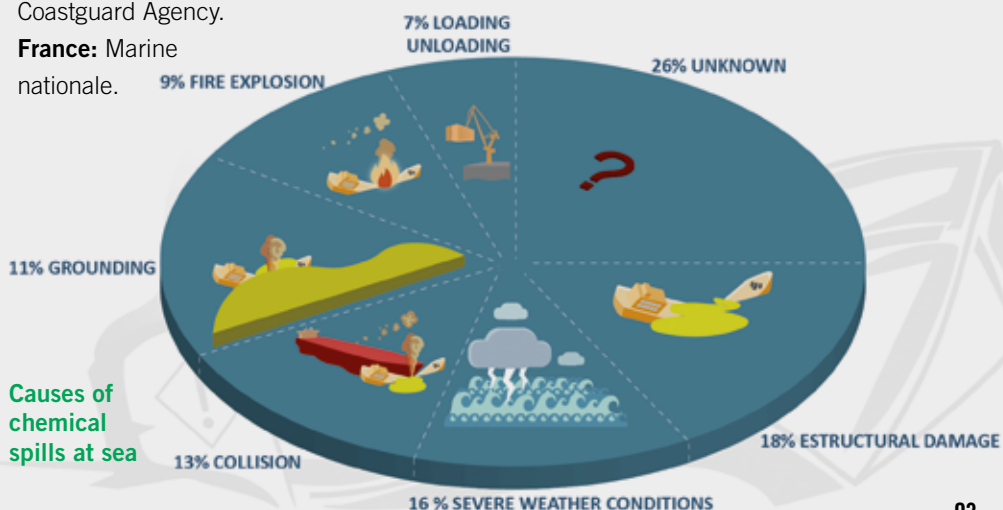 Coastguard Agency.
France: Marine
nationale.
7% LOADING
UNLOADING
26% UNKNOWN
9% FIRE EXPLOSION
?
11% GROUNDING
Causes of
chemical
spills at sea
13% COLLISION
18% ESTRUCTURAL DAMAGE
16 % SEVERE WEATHER CONDITIONS